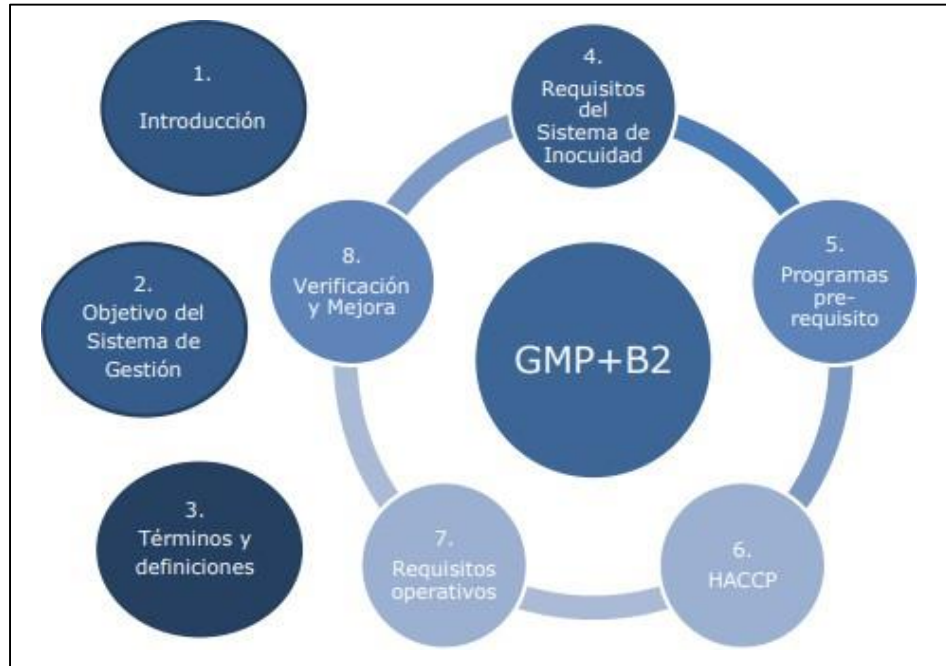 1.
Introducción
2.
Objetivo del
Sistema de
Gestión
3.
Términos y
definiciones
4.
Requisitos
del
Sistema de
Inocuidad
5.
Programas
pre-
requisito
6.
HACCP
7.
Requisitos
operativos
8.
Verificación
y Mejora
GMP+B2